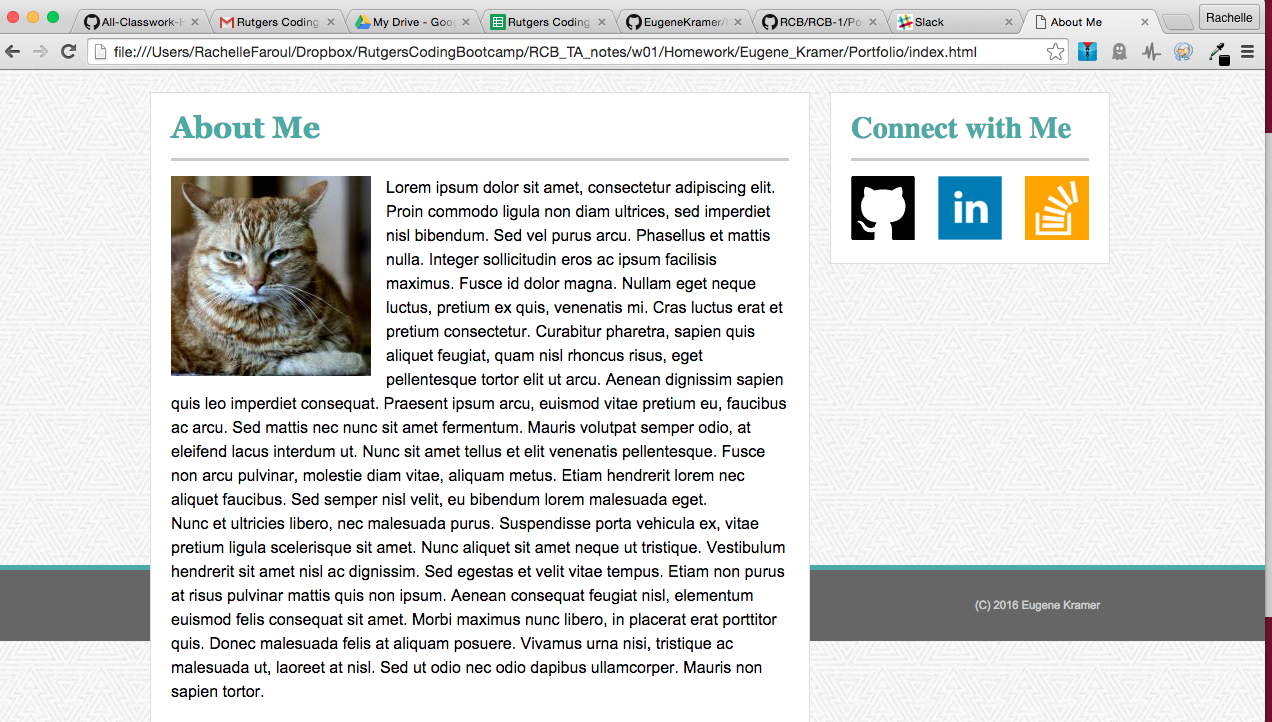 All-Classwork-H
Rutgers Coding
My Drive - Goog
Rutgers Coding
EugeneKramer/
RCB/RCB-1/Po
Slack
About Me
Rachelle
file:///Users/RachelleFaroul/Dropbox/RutgersCodingBootcamp/RCB_TA_notes/w01/Homework/Eugene_Kramer/Portfolio/index.html
About Me
Lorem ipsum dolor sit amet, consectetur adipiscing elit.
Proin commodo ligula non diam ultrices, sed imperdiet
nisl bibendum. Sed vel purus arcu. Phasellus et mattis
nulla. Integer sollicitudin eros ac ipsum facilisis
maximus. Fusce id dolor magna. Nullam eget neque
luctus, pretium ex quis, venenatis mi. Cras luctus erat et
pretium consectetur. Curabitur pharetra, sapien quis
aliquet feugiat, quam nisl rhoncus risus, eget
pellentesque tortor elit ut arcu. Aenean dignissim sapien
quis leo imperdiet consequat. Praesent ipsum arcu, euismod vitae pretium eu, faucibus
ac arcu. Sed mattis nec nunc sit amet fermentum. Mauris volutpat semper odio, at
eleifend lacus interdum ut. Nunc sit amet tellus et elit venenatis pellentesque. Fusce
non arcu pulvinar, molestie diam vitae, aliquam metus. Etiam hendrerit lorem nec
aliquet faucibus. Sed semper nisl velit, eu bibendum lorem malesuada eget.
Nunc et ultricies libero, nec malesuada purus. Suspendisse porta vehicula ex, vitae
pretium ligula scelerisque sit amet. Nunc aliquet sit amet neque ut tristique. Vestibulum
hendrerit sit amet nisl ac dignissim. Sed egestas et velit vitae tempus. Etiam non purus
at risus pulvinar mattis quis non ipsum. Aenean consequat feugiat nisl, elementum
euismod felis consequat sit amet. Morbi maximus nunc libero, in placerat erat porttitor
quis. Donec malesuada felis at aliquam posuere. Vivamus urna nisi, tristique ac
malesuada ut, laoreet at nisl. Sed ut odio nec odio dapibus ullamcorper. Mauris non
sapien tortor.
Connect with Me
in
(C) 2016 Eugene Kramer